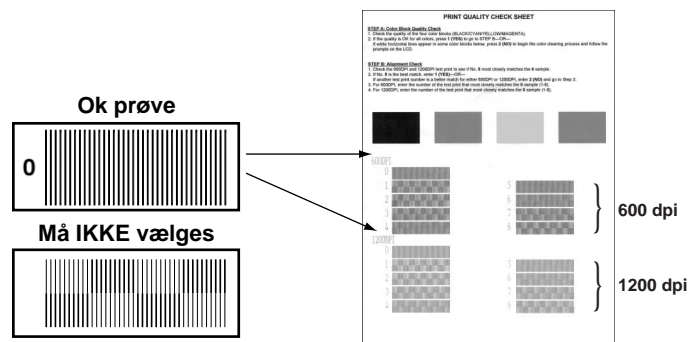 Ok prøve
0
Må IKKE vælges
PRINT QUALITY CHECK SHEET
STEP A: Color Block Quality Check
1. Check the quality of the four color blocks (BLACK/CYAN/YELLOW/MAGENTA).
2. If the quality is OK for all colors, press 1 (YES) to go to STEP B—OR—
If white horizontal lines appear in some color blocks below, press 2 (NO) to begin the color cleaning process and follow the
prompts on the LCD.
STEP B: Alignment Check
1. Check the 600DPI and 1200DPI test print to see if No. 5 most closely matches the 0 sample.
2. If No. 5 is the best match, enter 1 (YES)—OR—
If another test print number is a better match for either 600DPI or 1200DPI, enter 2 (NO) and go to Step 3.
3. For 600DPI, enter the number of the test print that most closely matches the 0 sample (1-8).
4. For 1200DPI, enter the number of the test print that most closely matches the 0 sample (1-8).
600DPI
0
1
2
3
4
5
6
7
8
600 dpi
1200DPI
0
1
2
3
4
5
6
7
8
1200 dpi